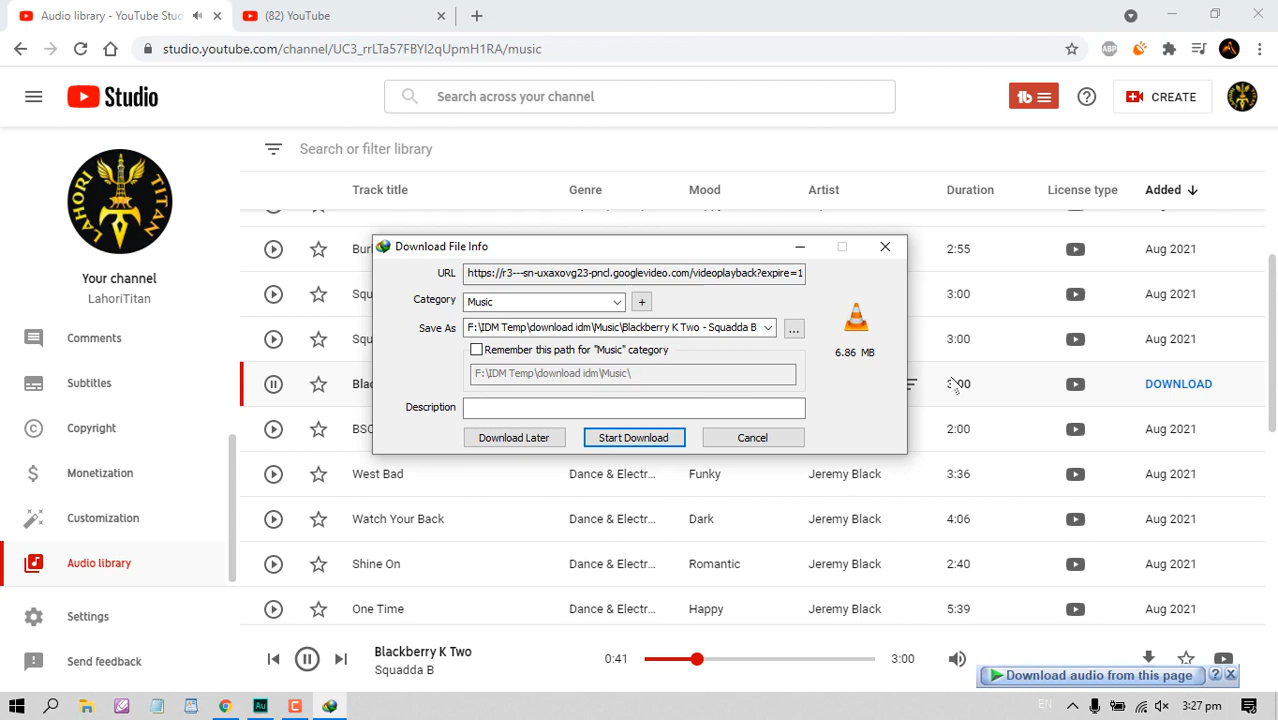 Audio library - YouTube Stud
(82) YouTube
studio.youtube.com/channel/UC3_rrLTa57FBYl2qUpmH1RA/music
ABP
Studio
Search across your channel
CREATE
LAHORI TITAN
Your channel
LahoriTitan
Comments
Subtitles
Copyright
Monetization
Customization
Audio library
Settings
Send feedback
Search or filter library
Track title Genre Mood Artist Duration License type Added
2:55 Aug 2021
3:00 Aug 2021
3:00 Aug 2021
DOWNLOAD
2:00 Aug 2021
West Bad Dance & Electr... Funky Jeremy Black 3:36 Aug 2021
Watch Your Back Dance & Electr... Dark Jeremy Black 4:06 Aug 2021
Shine On Dance & Electr... Romantic Jeremy Black 2:40 Aug 2021
One Time Dance & Electr... Happy Jeremy Black 5:39 Aug 2021
Download File Info
URL https://r3---sn-uxaxovg23-pncl.googlevideo.com/videoplayback?expire=1
Category Music +
Save As F:\IDM Temp\download idm\Music\Blackberry K Two - Squadda B ...
6.86 MB
Remember this path for "Music" category
F:\IDM Temp\download idm\Music\
Description
Download Later Start Download Cancel
Blackberry K Two
Squadda B
0:41 3:00
Download audio from this page ? X
Au
EN
3:27 pm